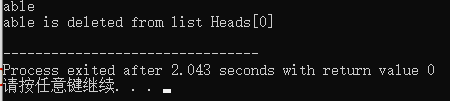 able
able is deleted from list Heads[0]

--------------------------------
Process exited after 2.043 seconds with return value 0
请按任意键继续. . .